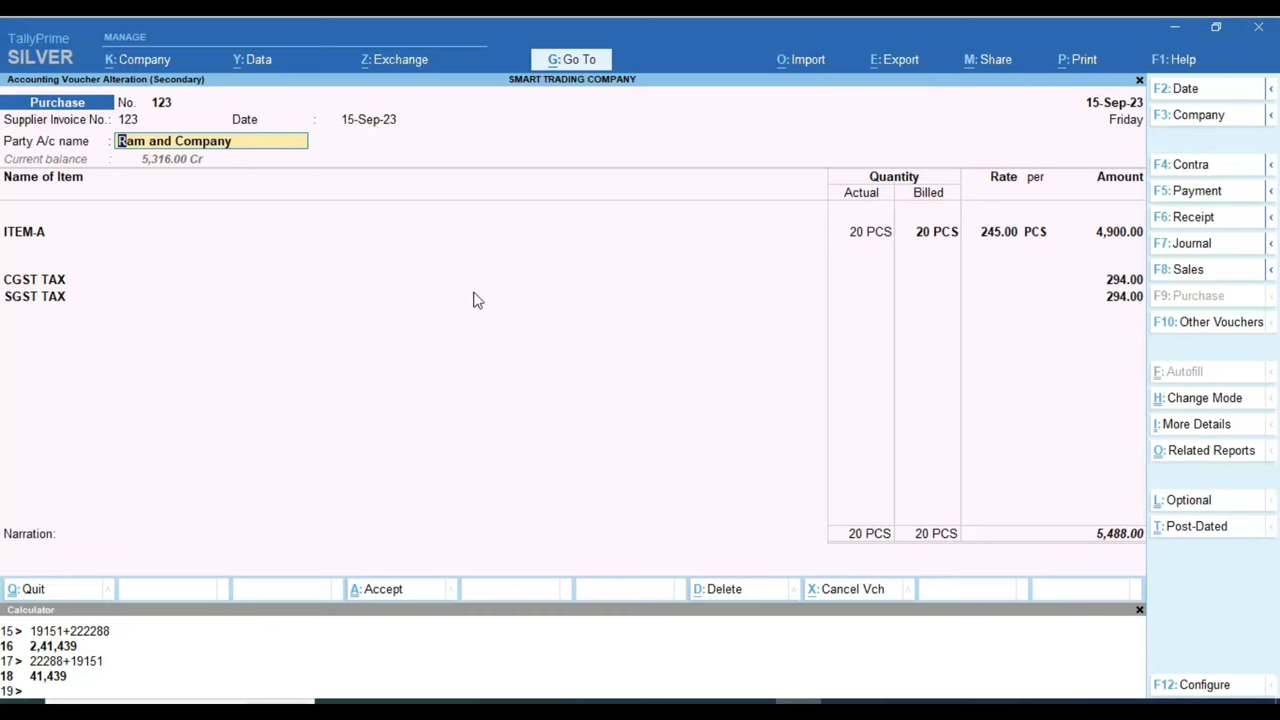 TallyPrime
SILVER
MANAGE
K: Company
Y: Data
Z: Exchange
G: Go To
O: Import
E: Export
M: Share
P: Print
F1: Help
Accounting Voucher Alteration (Secondary)
SMART TRADING COMPANY
×
Purchase No. 123
15-Sep-23
Supplier Invoice No.: 123 Date : 15-Sep-23
Friday
Party A/c name : Ram and Company
Current balance : 5,316.00 Cr
Name of Item Quantity Rate per Amount
Actual Billed
ITEM-A 20 PCS 20 PCS 245.00 PCS 4,900.00
CGST TAX 294.00
SGST TAX 294.00
Narration: 20 PCS 20 PCS 5,488.00
Q: Quit
A: Accept
D: Delete
X: Cancel Vch
Calculator ×
15> 19151+222288
16 2,41,439
17> 22288+19151
18 41,439
19>
F2: Date
F3: Company
F4: Contra
F5: Payment
F6: Receipt
F7: Journal
F8: Sales
F9: Purchase
F10: Other Vouchers
F: Autofill
H: Change Mode
I: More Details
O: Related Reports
L: Optional
T: Post-Dated
F12: Configure